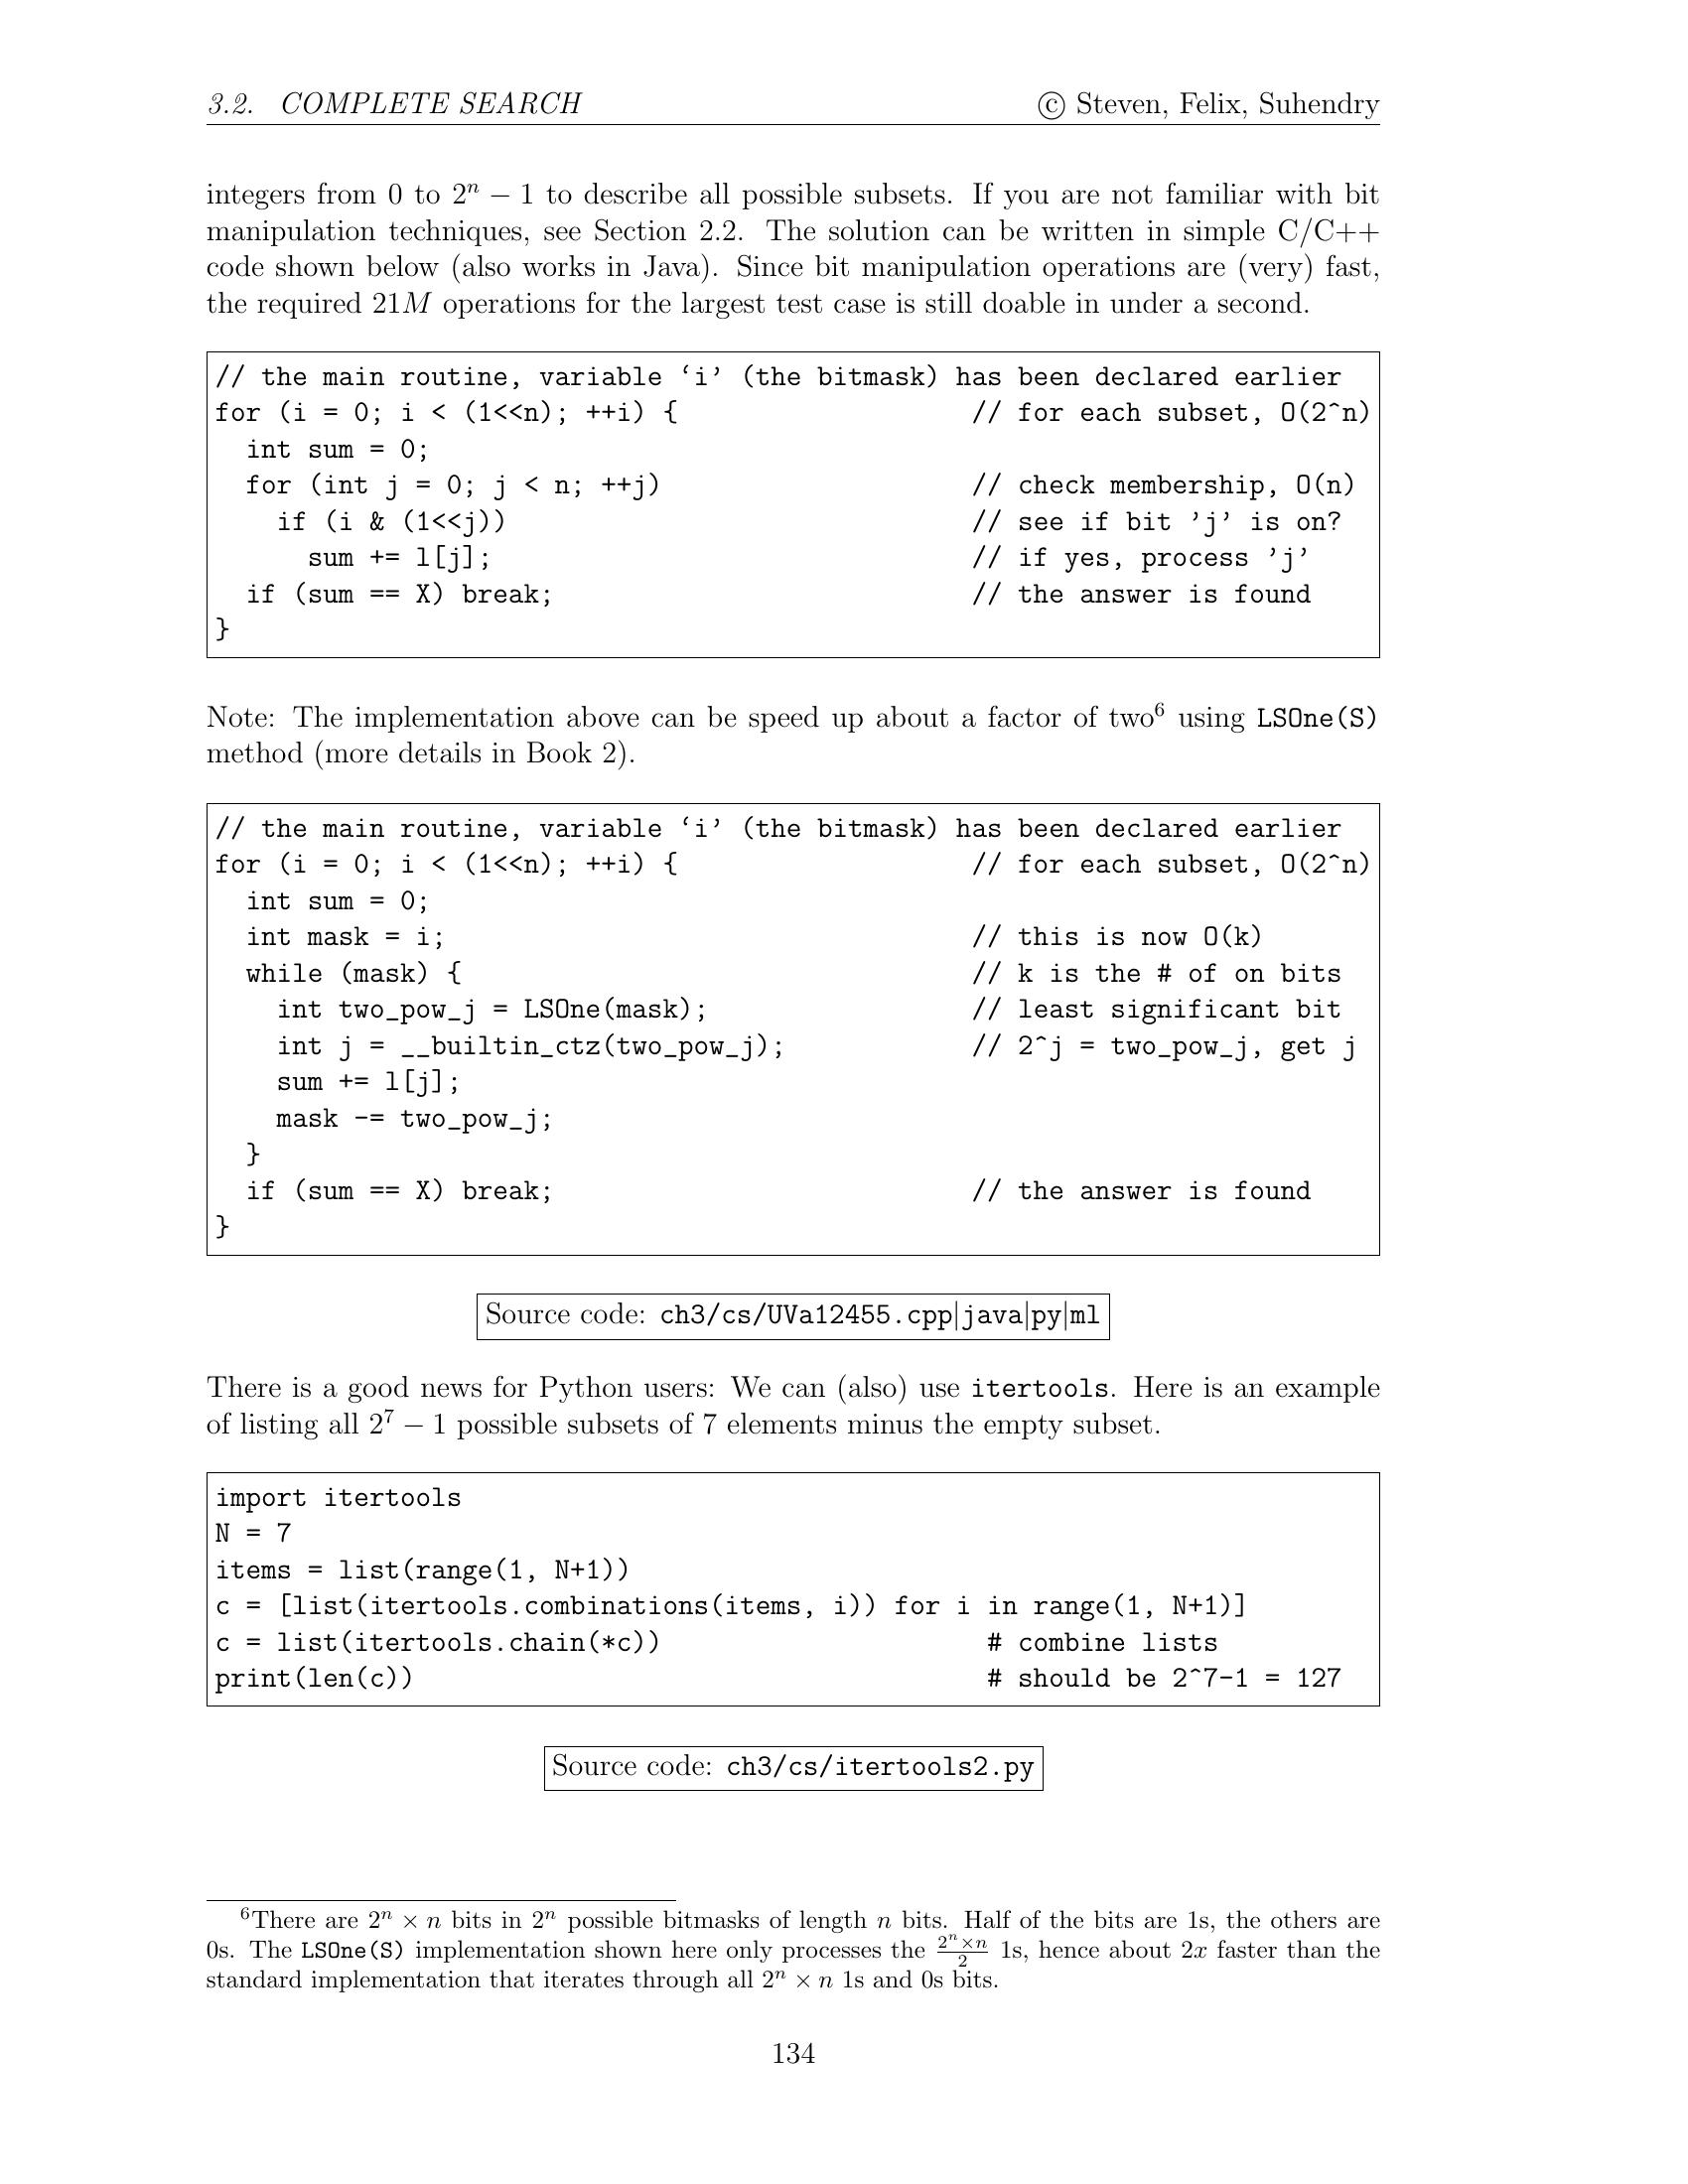 3.2. COMPLETE SEARCH © Steven, Felix, Suhendry
integers from 0 to 2ⁿ − 1 to describe all possible subsets. If you are not familiar with bit
manipulation techniques, see Section 2.2. The solution can be written in simple C/C++
code shown below (also works in Java). Since bit manipulation operations are (very) fast,
the required 21M operations for the largest test case is still doable in under a second.
// the main routine, variable ‘i’ (the bitmask) has been declared earlier
for (i = 0; i < (1<<n); ++i) { // for each subset, O(2^n)
  int sum = 0;
  for (int j = 0; j < n; ++j) // check membership, O(n)
    if (i & (1<<j)) // see if bit ’j’ is on?
      sum += l[j]; // if yes, process ’j’
  if (sum == X) break; // the answer is found
}
Note: The implementation above can be speed up about a factor of two⁶ using LSOne(S)
method (more details in Book 2).
// the main routine, variable ‘i’ (the bitmask) has been declared earlier
for (i = 0; i < (1<<n); ++i) { // for each subset, O(2^n)
  int sum = 0;
  int mask = i; // this is now O(k)
  while (mask) { // k is the # of on bits
    int two_pow_j = LSOne(mask); // least significant bit
    int j = __builtin_ctz(two_pow_j); // 2^j = two_pow_j, get j
    sum += l[j];
    mask -= two_pow_j;
  }
  if (sum == X) break; // the answer is found
}
Source code: ch3/cs/UVa12455.cpp|java|py|ml
There is a good news for Python users: We can (also) use itertools. Here is an example
of listing all 2⁷ − 1 possible subsets of 7 elements minus the empty subset.
import itertools
N = 7
items = list(range(1, N+1))
c = [list(itertools.combinations(items, i)) for i in range(1, N+1)]
c = list(itertools.chain(*c)) # combine lists
print(len(c)) # should be 2^7-1 = 127
Source code: ch3/cs/itertools2.py
⁶There are 2ⁿ × n bits in 2ⁿ possible bitmasks of length n bits. Half of the bits are 1s, the others are
0s. The LSOne(S) implementation shown here only processes the (2ⁿ×n)/2 1s, hence about 2x faster than the
standard implementation that iterates through all 2ⁿ × n 1s and 0s bits.
134